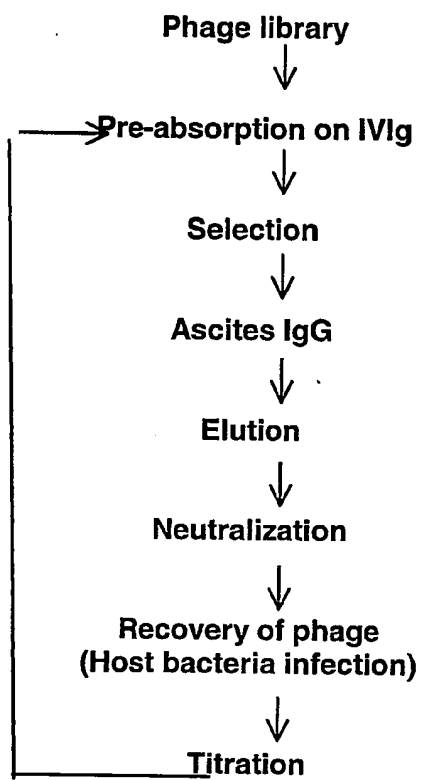 Phage library
Pre-absorption on IVIg
Selection
Ascites IgG
Elution
Neutralization
Recovery of phage
(Host bacteria infection)
Titration